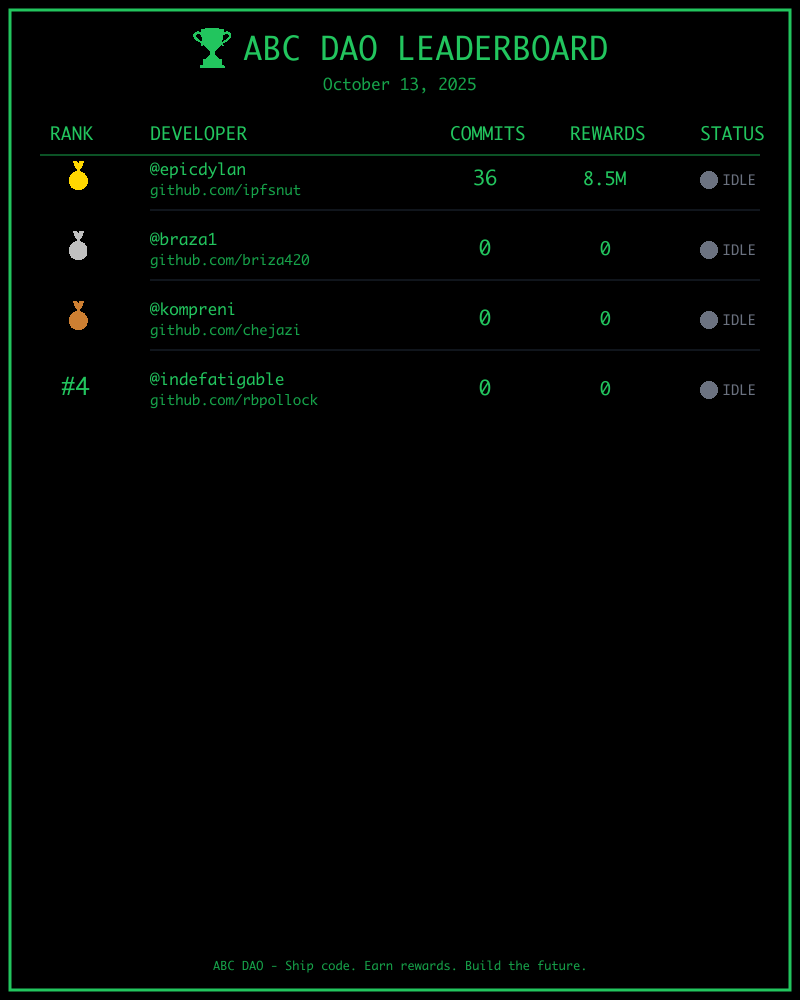 ABC DAO LEADERBOARD
October 13, 2025
RANK DEVELOPER COMMITS REWARDS STATUS
@epicdylan 36 8.5M IDLE
github.com/ipfsnut
@braza1 0 0 IDLE
github.com/briza420
@kompreni 0 0 IDLE
github.com/chejazi
#4 @indefatigable 0 0 IDLE
github.com/rbpollock
ABC DAO - Ship code. Earn rewards. Build the future.